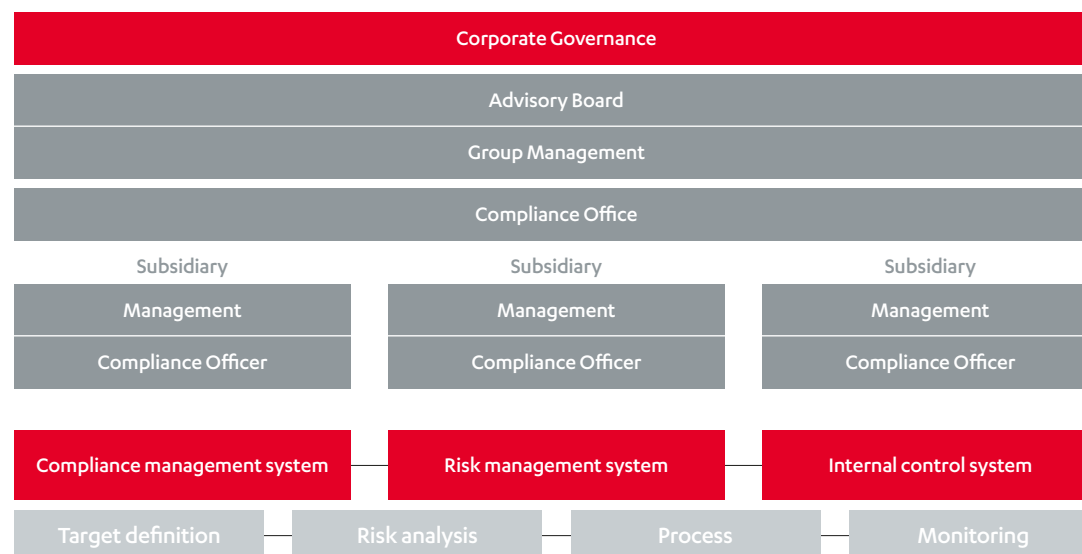 Corporate Governance
Advisory Board
Group Management
Compliance Office
Subsidiary Subsidiary Subsidiary
Management Management Management
Compliance Officer Compliance Officer Compliance Officer
Compliance management system Risk management system Internal control system
Target definition Risk analysis Process Monitoring